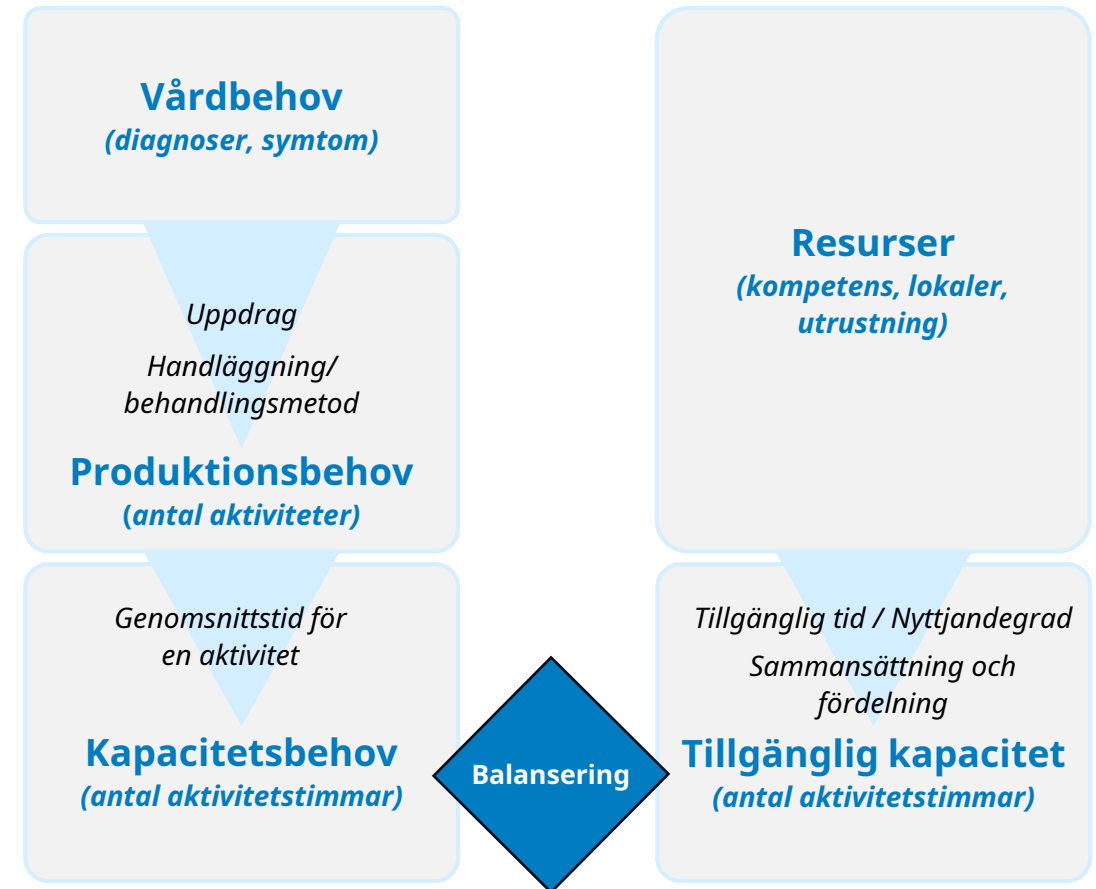 Vårdbehov
(diagnoser, symtom)
Uppdrag
Handläggning/
behandlingsmetod
Produktionsbehov
(antal aktiviteter)
Genomsnittstid för
en aktivitet
Kapacitetsbehov
(antal aktivitetstimmar)
Balansering
Resurser
(kompetens, lokaler,
utrustning)
Tillgänglig tid / Nyttjandegrad
Sammansättning och
fördelning
Tillgänglig kapacitet
(antal aktivitetstimmar)